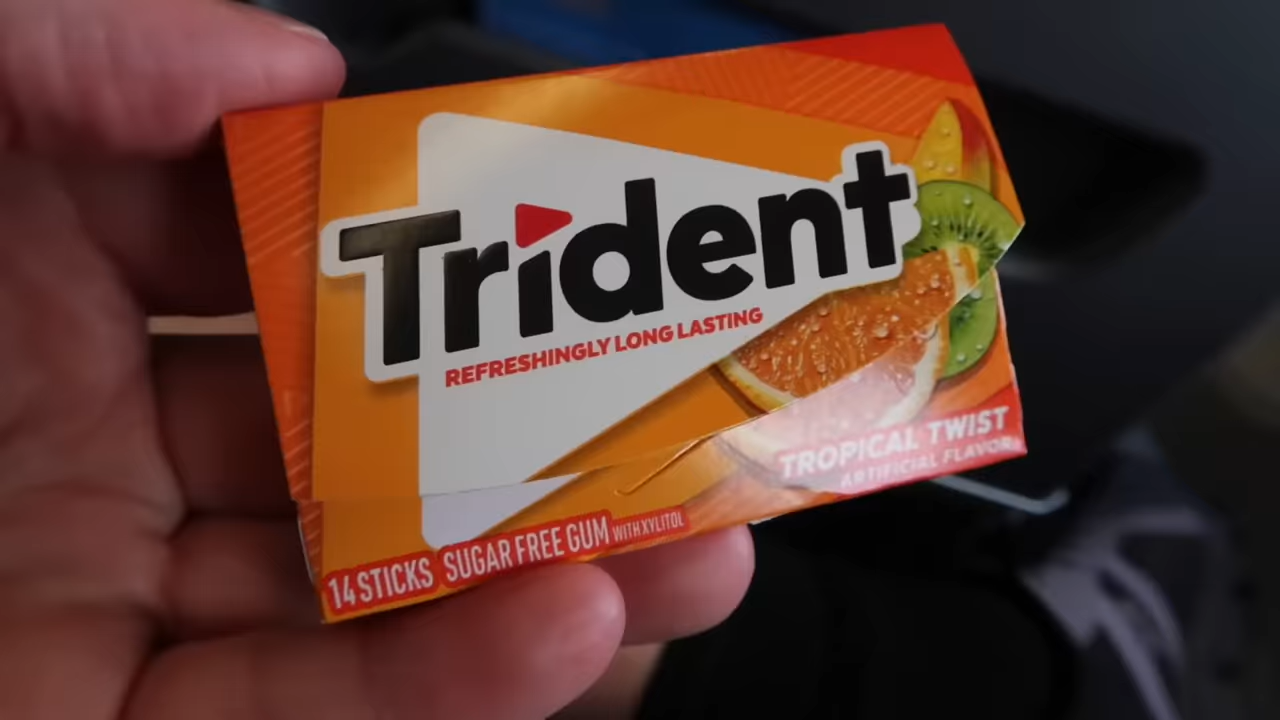 Trident
REFRESHINGLY LONG LASTING
TROPICAL TWIST
ARTIFICIAL FLAVOR
14 STICKS SUGAR FREE GUM WITH XYLITOL